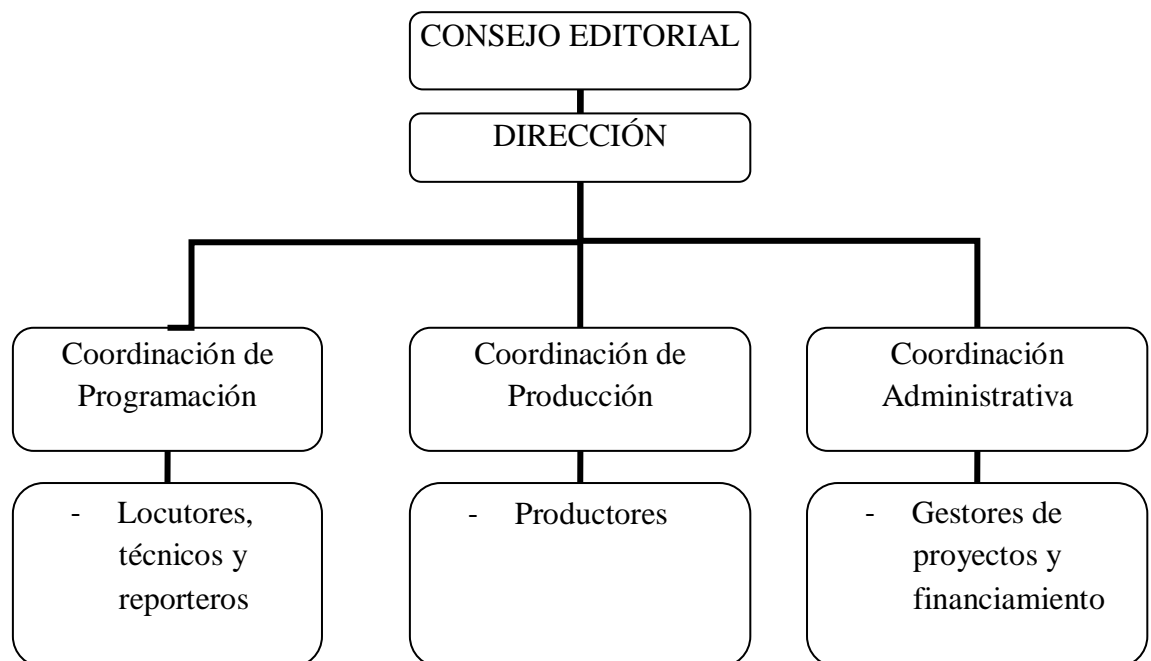 CONSEJO EDITORIAL
DIRECCIÓN
Coordinación de
Programación
Coordinación de
Producción
Coordinación
Administrativa
- Locutores,
técnicos y
reporteros
- Productores
- Gestores de
proyectos y
financiamiento